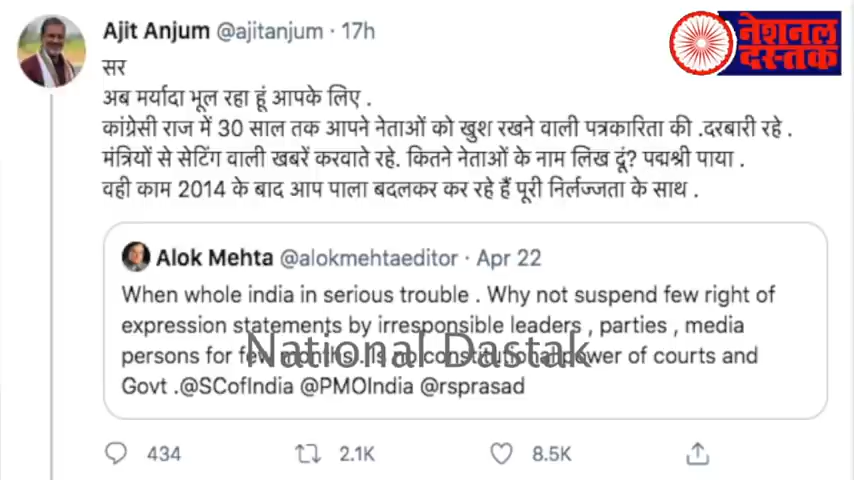 Ajit Anjum @ajitanjum · 17h
नेशनल
दस्तक
सर
अब मर्यादा भूल रहा हूं आपके लिए .
कांग्रेसी राज में 30 साल तक आपने नेताओं को खुश रखने वाली पत्रकारिता की .दरबारी रहे .
मंत्रियों से सेटिंग वाली खबरें करवाते रहे. कितने नेताओं के नाम लिख दूं? पद्मश्री पाया .
वही काम 2014 के बाद आप पाला बदलकर कर रहे हैं पूरी निर्लज्जता के साथ .
Alok Mehta @alokmehtaeditor · Apr 22
When whole india in serious trouble . Why not suspend few right of
expression statements by irresponsible leaders , parties , media
persons for few months . Is no constitutional power of courts and
Govt .@SCofIndia @PMOIndia @rsprasad
National Dastak
434 2.1K 8.5K